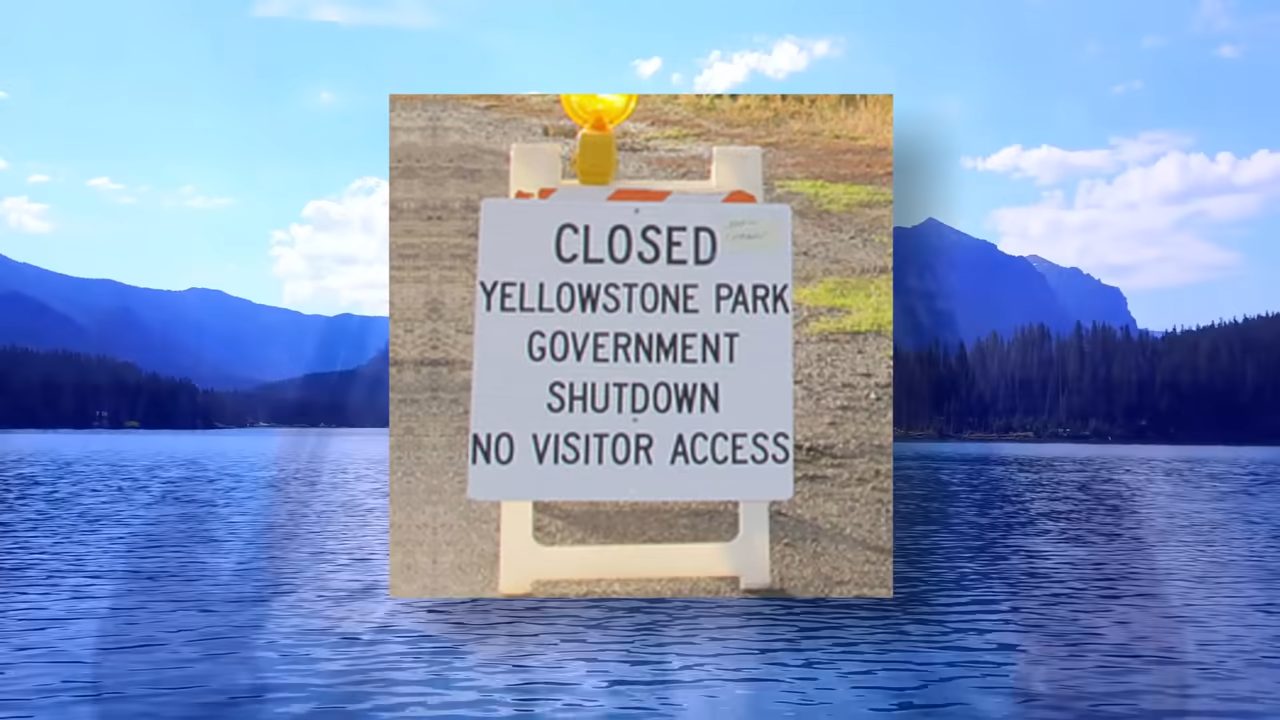 CLOSED
YELLOWSTONE PARK
GOVERNMENT
SHUTDOWN
NO VISITOR ACCESS